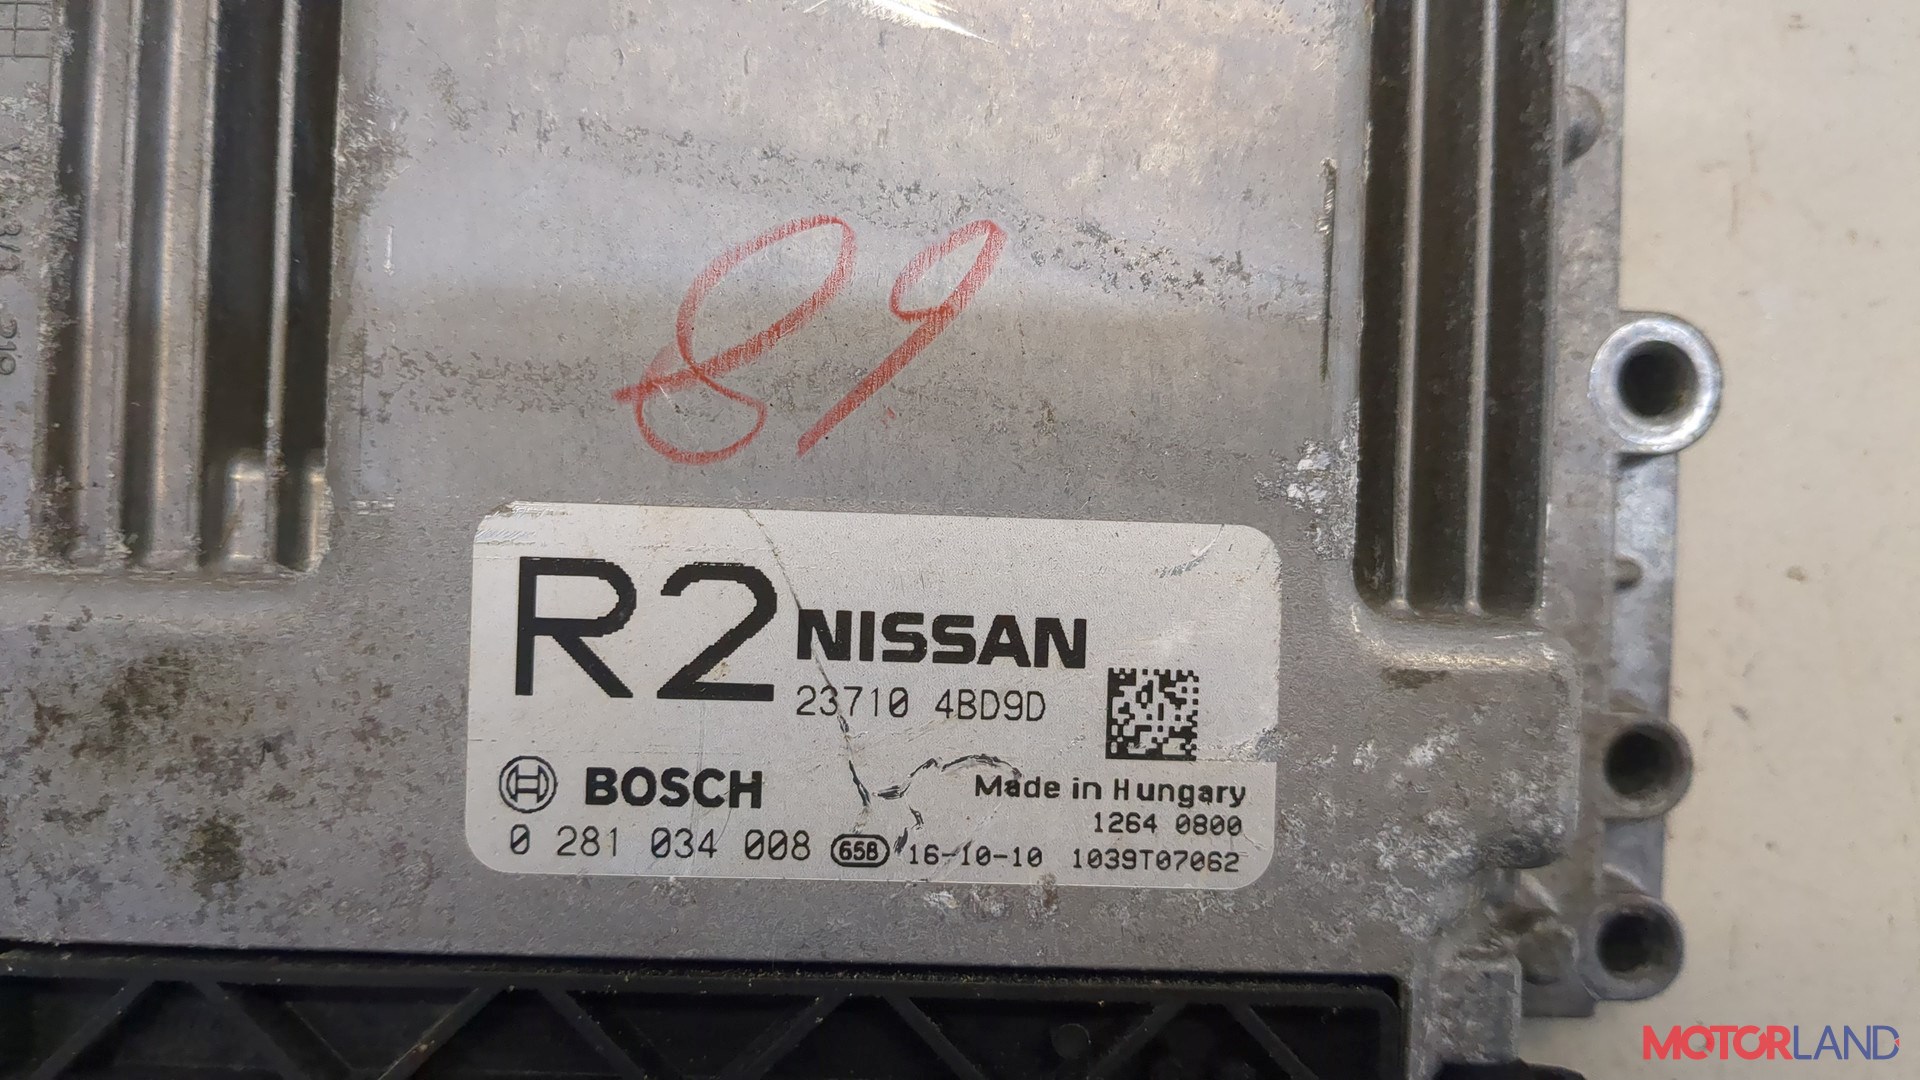 89
R2 NISSAN
23710 4BD9D
BOSCH
Made in Hungary
1264 0800
0 281 034 008 658 16-10-10 1039T07062
MOTORLAND